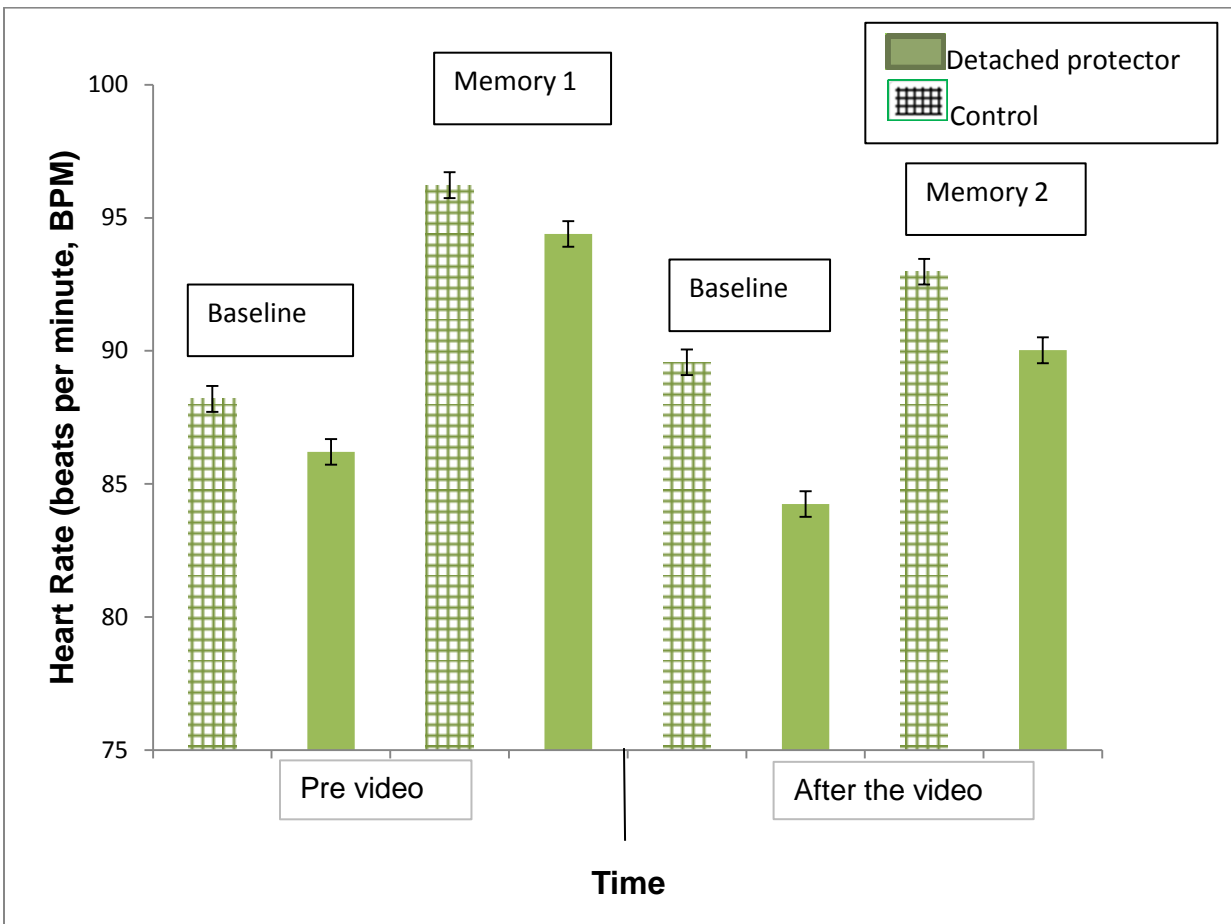 Detached protector
Control
Memory 1
Memory 2
Baseline
Baseline
Heart Rate (beats per minute, BPM)
100
95
90
85
80
75
Pre video
After the video
Time